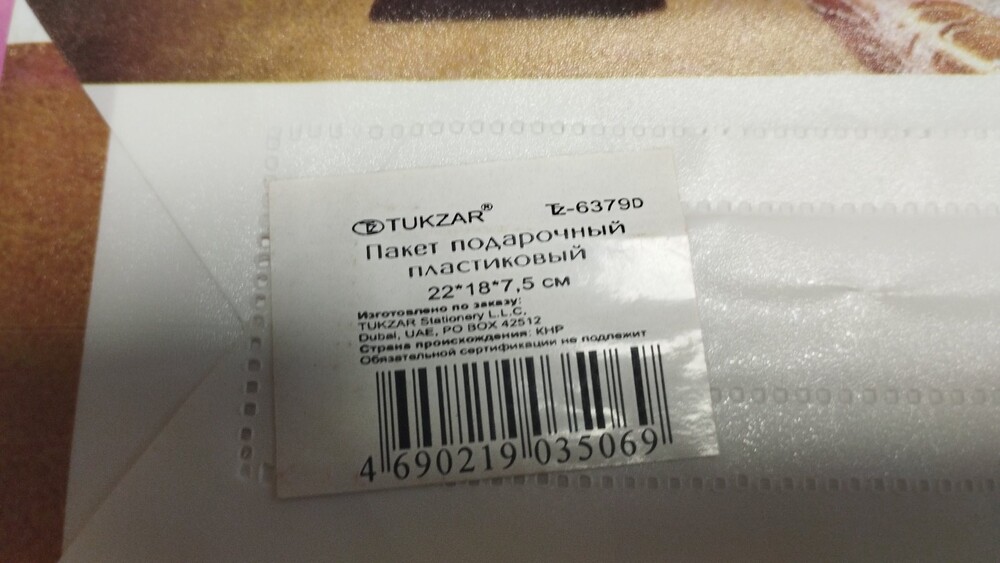 TZ TUKZAR® TZ-6379D
Пакет подарочный
пластиковый
22*18*7,5 см
Изготовлено по заказу:
TUKZAR Stationery L.L.C.
Dubai, UAE, PO BOX 42512
Страна происхождения: КНР
Обязательной сертификации не подлежит
4 690219 035069